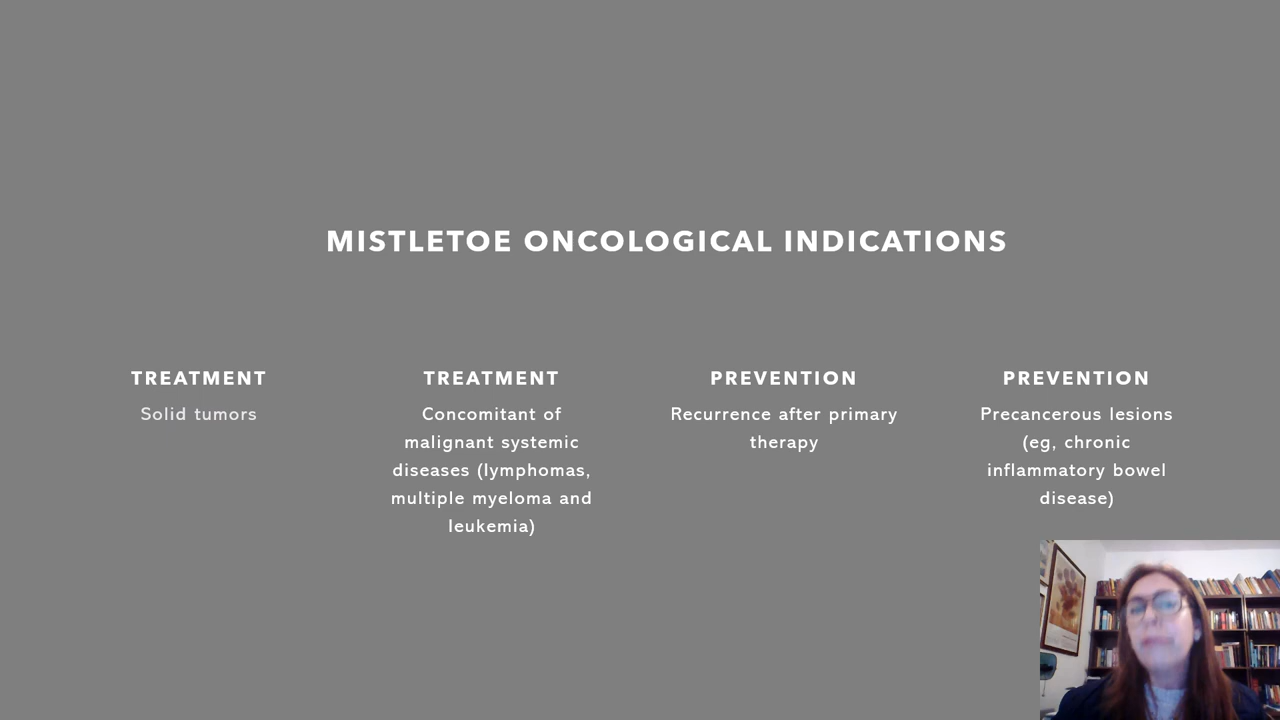 MISTLETOE ONCOLOGICAL INDICATIONS
TREATMENT
Solid tumors
TREATMENT
Concomitant of
malignant systemic
diseases (lymphomas,
multiple myeloma and
leukemia)
PREVENTION
Recurrence after primary
therapy
PREVENTION
Precancerous lesions
(eg, chronic
inflammatory bowel
disease)